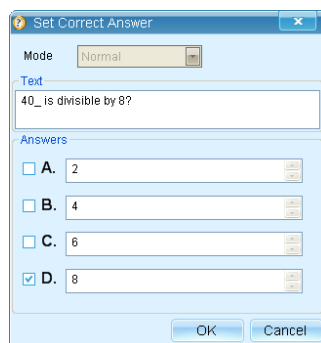 Set Correct Answer
Mode Normal
Text
40_ is divisible by 8?
Answers
A. 2
B. 4
C. 6
D. 8
OK Cancel